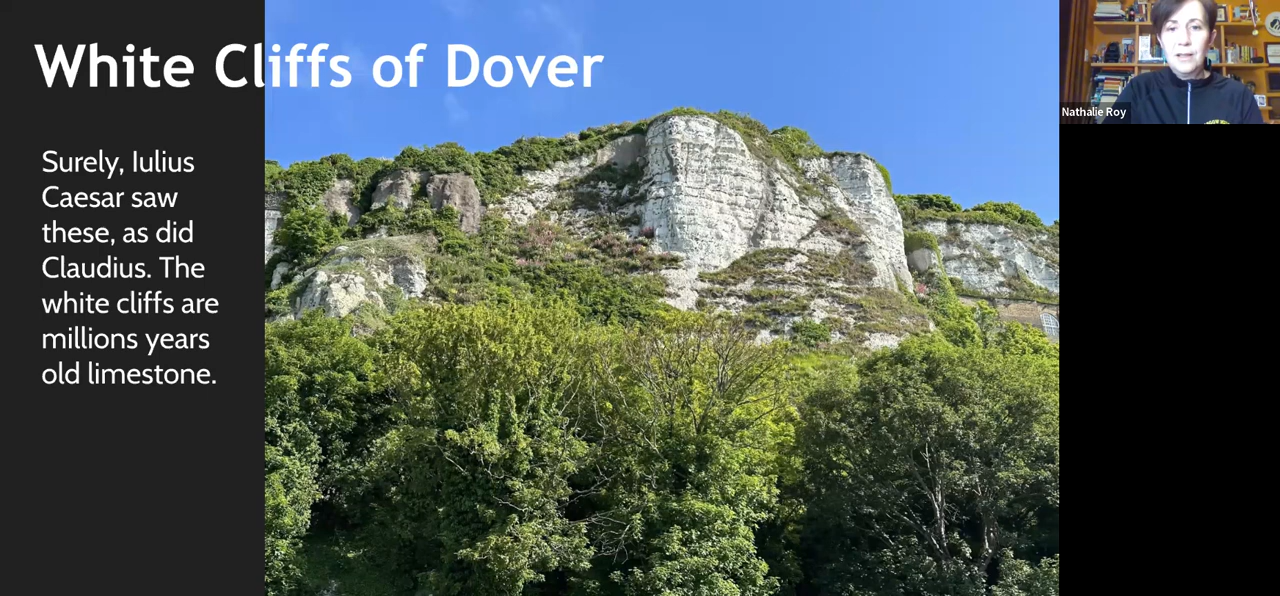 White Cliffs of Dover
Surely, Iulius
Caesar saw
these, as did
Claudius. The
white cliffs are
millions years
old limestone.
Nathalie Roy